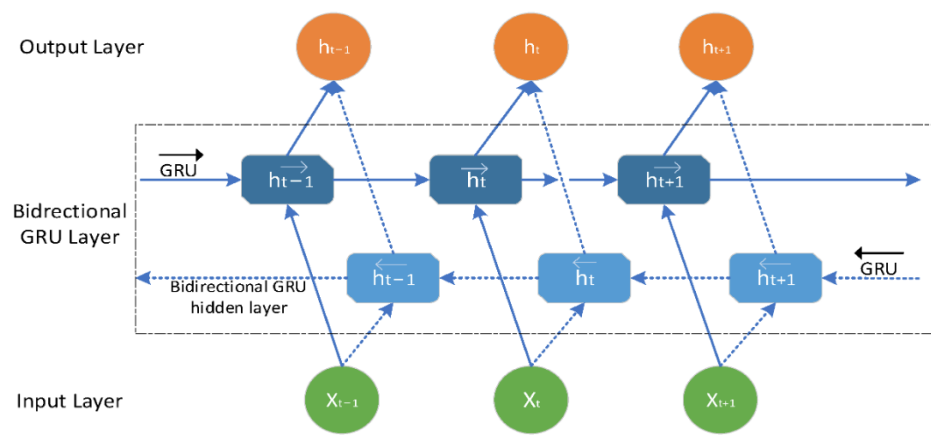 Output Layer
hₜ₋₁ hₜ hₜ₊₁
GRU
hₜ₋₁ hₜ hₜ₊₁
Bidrectional
GRU Layer
hₜ₋₁ hₜ hₜ₊₁
GRU
Bidirectional GRU
hidden layer
Input Layer
Xₜ₋₁ Xₜ Xₜ₊₁